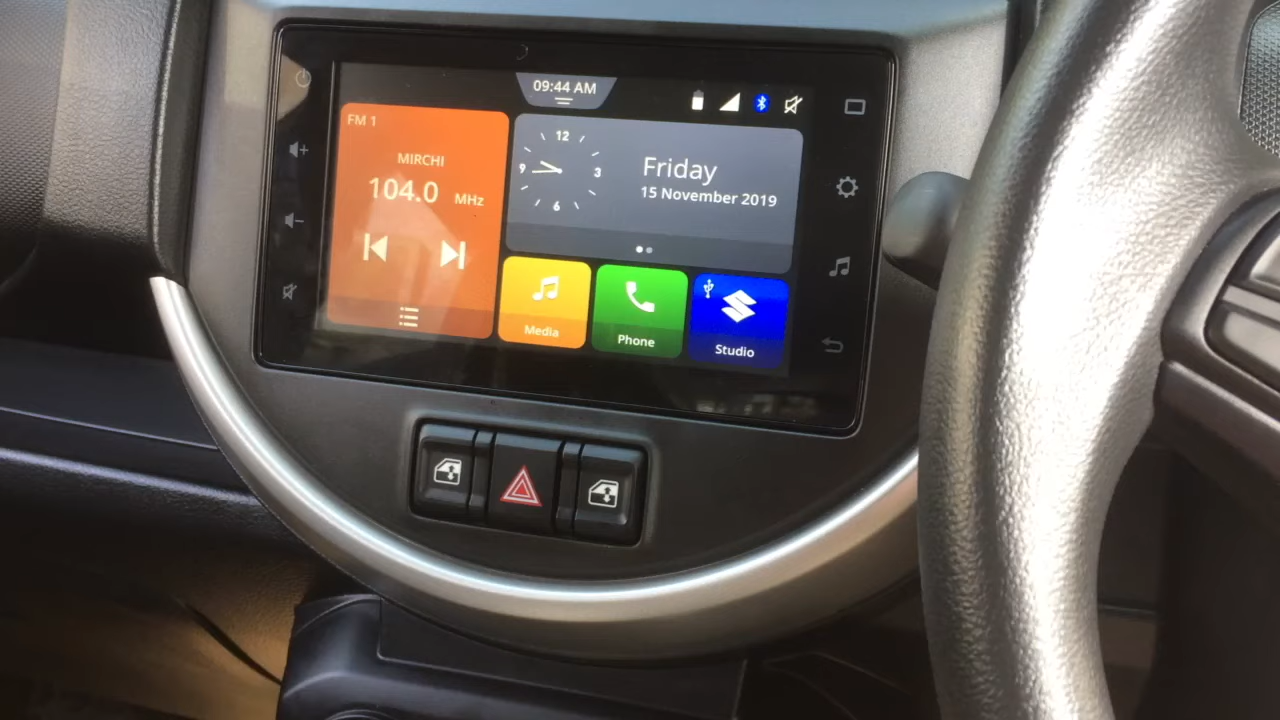 09:44 AM
FM 1
MIRCHI
104.0 MHz
12
9
3
6
Friday
15 November 2019
Media
Phone
Studio